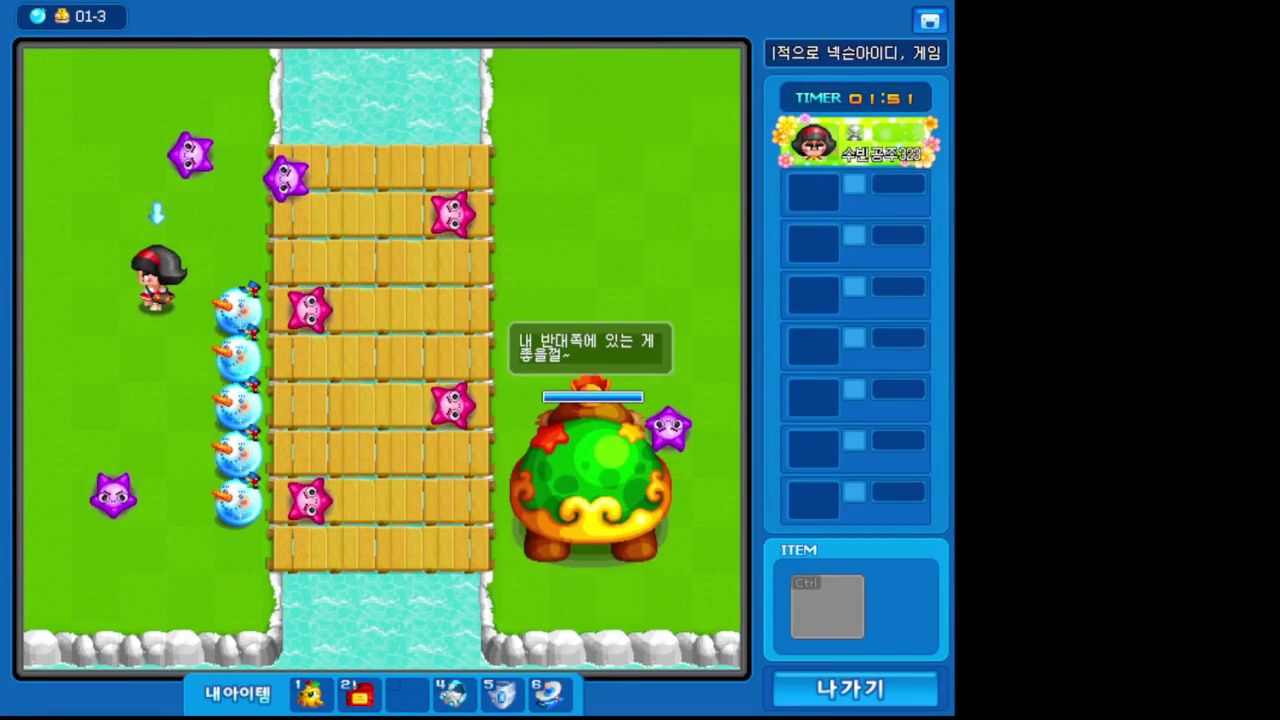 01-3
l적으로 넥슨아이디, 게임
TIMER 01:51
수빈공주323
내 반대쪽에 있는 게
좋을껄~
ITEM
Ctrl
나가기
내아이템
1
2
4
5
6